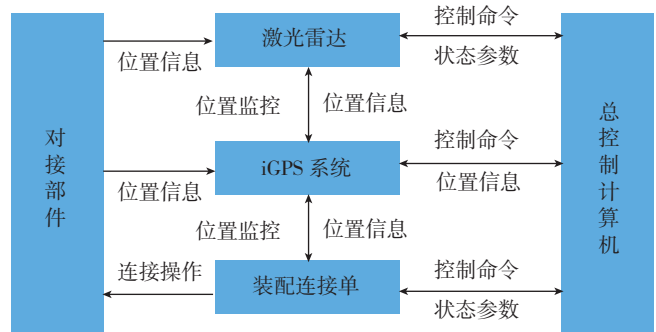 控制命令
激光雷达
位置信息
状态参数
位置监控
位置信息
对接部件
总控制计算机
控制命令
iGPS 系统
位置信息
位置信息
位置监控
位置信息
连接操作
控制命令
装配连接单
状态参数